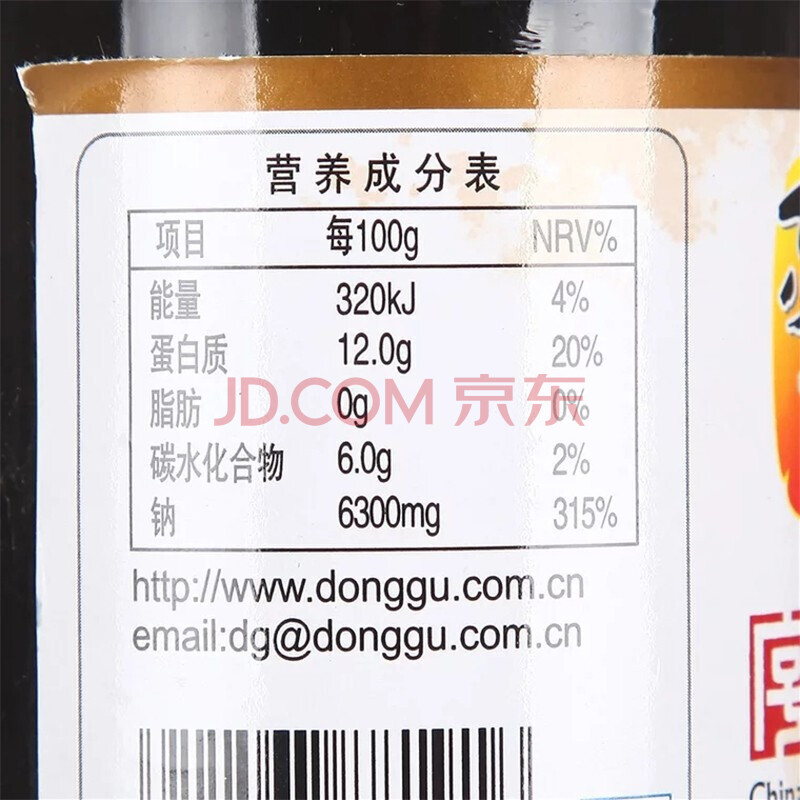 营养成分表
项目 每100g NRV%
能量 320kJ 4%
蛋白质 12.0g 20%
脂肪 0g 0%
JD.COM 京东
碳水化合物 6.0g 2%
钠 6300mg 315%
http://www.donggu.com.cn
email:dg@donggu.com.cn